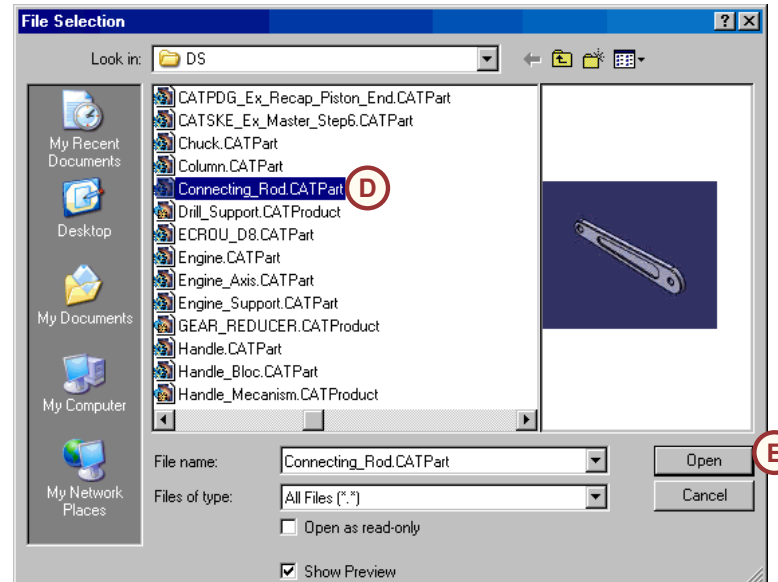 File Selection
Look in: DS
My Recent
Documents
Desktop
My Documents
My Computer
My Network
Places
CATPDG_Ex_Recap_Piston_End.CATPart
CATSKE_Ex_Master_Step6.CATPart
Chuck.CATPart
Column.CATPart
Connecting_Rod.CATPart D
Drill_Support.CATProduct
ECROU_D8.CATPart
Engine.CATPart
Engine_Axis.CATPart
Engine_Support.CATPart
GEAR_REDUCER.CATProduct
Handle.CATPart
Handle_Bloc.CATPart
Handle_Mecanism.CATProduct
File name: Connecting_Rod.CATPart Open E
Files of type: All Files (*.*) Cancel
Open as read-only
Show Preview